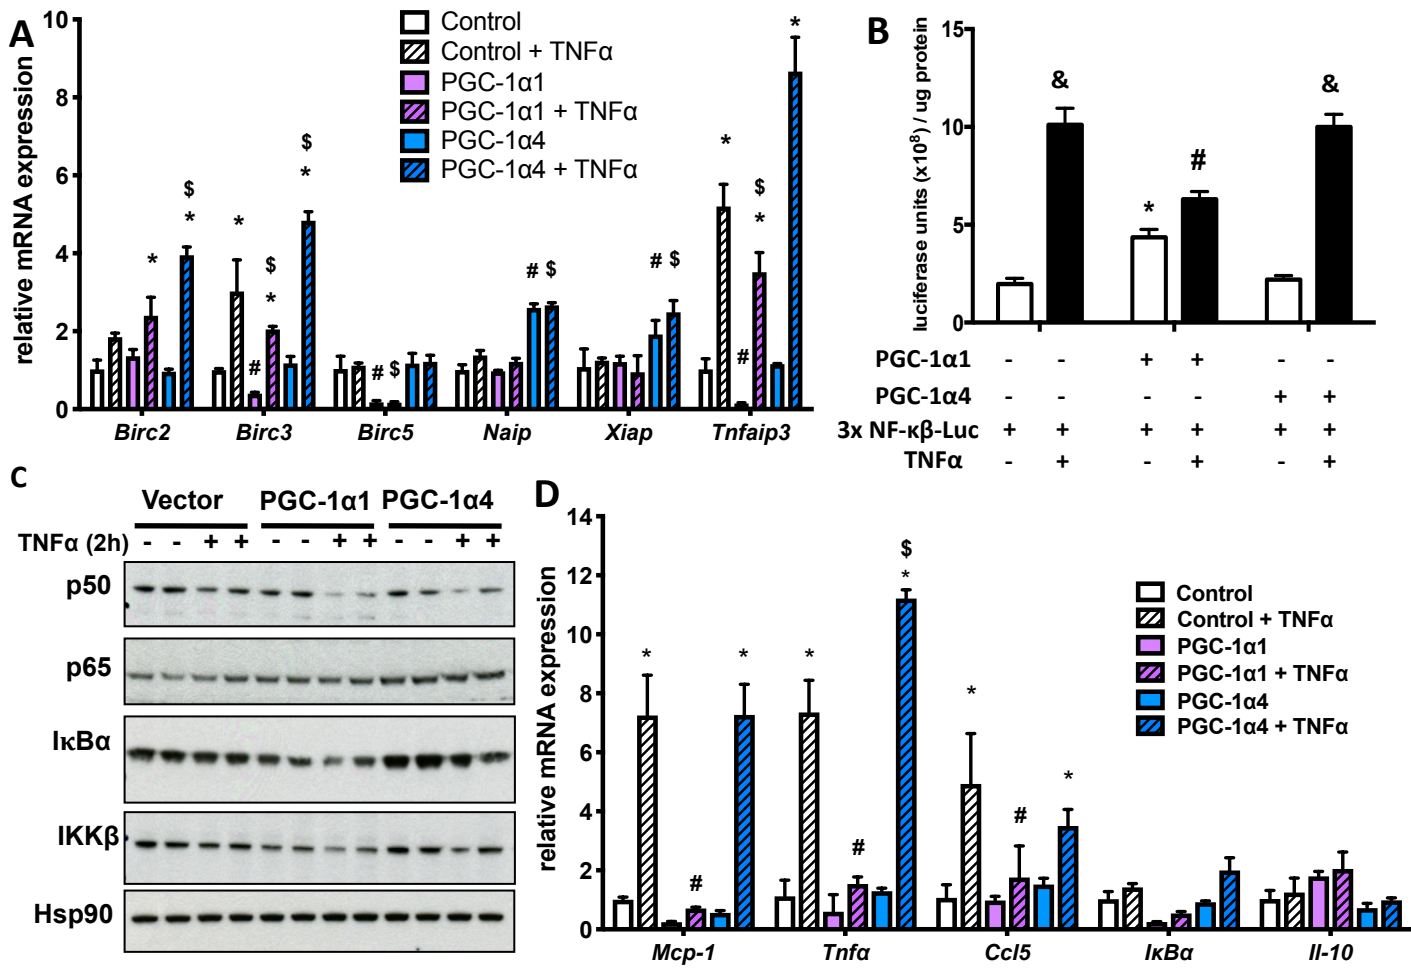 A
relative mRNA expression
10
8
6
4
2
0
Control
Control + TNFα
PGC-1α1
PGC-1α1 + TNFα
PGC-1α4
PGC-1α4 + TNFα
* $ * * # $ * $ * # $ # $ # $ * # $ * *
Birc2 Birc3 Birc5 Naip Xiap Tnfaip3
B
luciferase units (x10⁸) / ug protein
15
10
5
0
& * # &
PGC-1α1 - - + + - -
PGC-1α4 - - - - + +
3x NF-κβ-Luc + + + + + +
TNFα - + - + - +
C
Vector PGC-1α1 PGC-1α4
TNFα (2h) - - + + - - + + - - + +
p50
p65
IκBα
IKKβ
Hsp90
D
relative mRNA expression
14
12
10
8
6
4
2
0
Control
Control + TNFα
PGC-1α1
PGC-1α1 + TNFα
PGC-1α4
PGC-1α4 + TNFα
* # * * # $ * * # *
Mcp-1 Tnfα Ccl5 IκBα Il-10